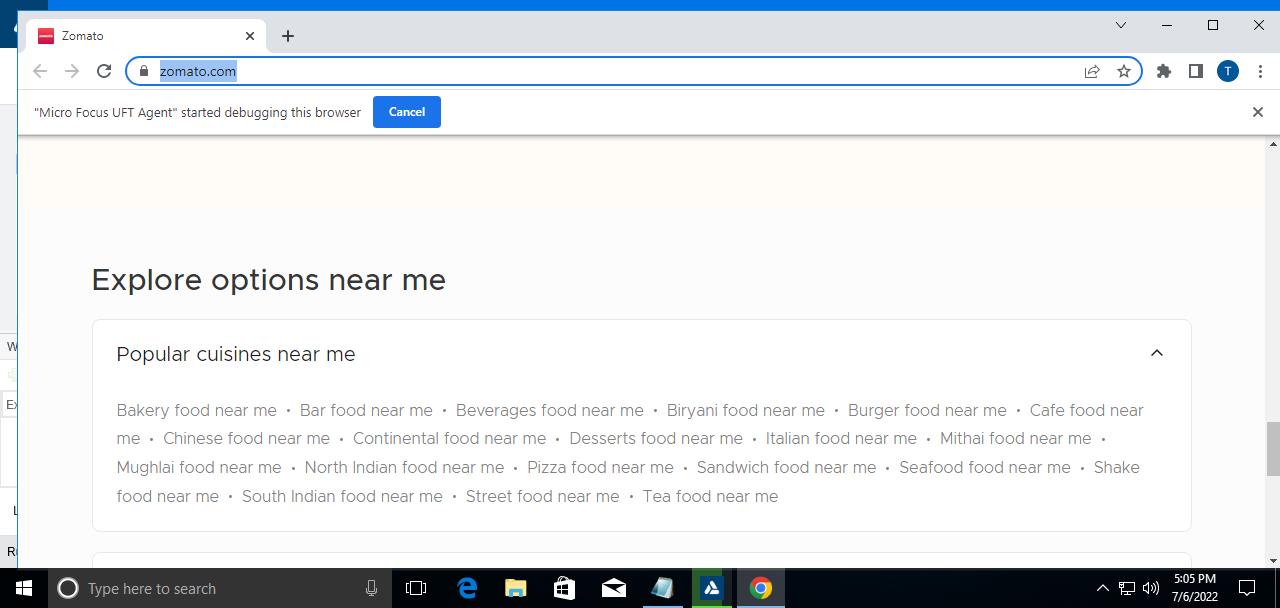 Zomato
zomato.com
T
"Micro Focus UFT Agent" started debugging this browser
Cancel
Explore options near me
Popular cuisines near me
Bakery food near me • Bar food near me • Beverages food near me • Biryani food near me • Burger food near me • Cafe food near
me • Chinese food near me • Continental food near me • Desserts food near me • Italian food near me • Mithai food near me •
Mughlai food near me • North Indian food near me • Pizza food near me • Sandwich food near me • Seafood food near me • Shake
food near me • South Indian food near me • Street food near me • Tea food near me
Type here to search
5:05 PM
7/6/2022